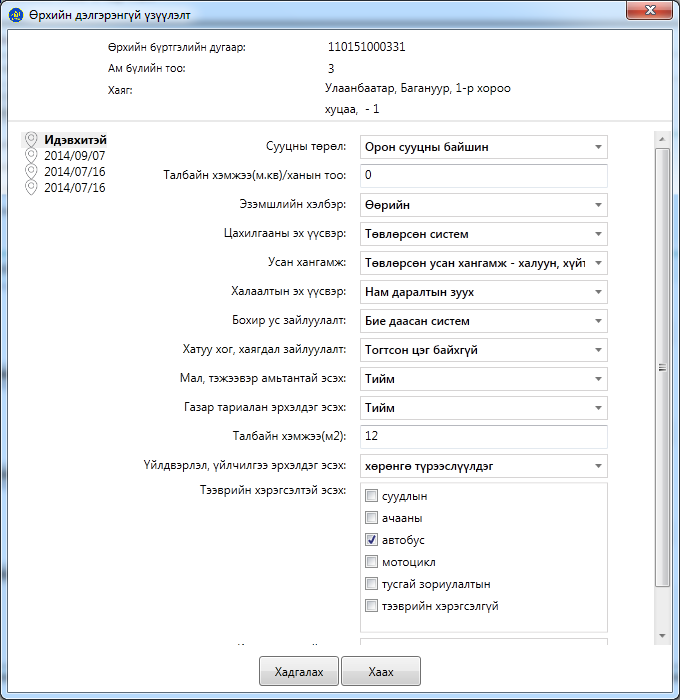 Өрхийн дэлгэрэнгүй үзүүлэлт
Өрхийн бүртгэлийн дугаар: 110151000331
Ам бүлийн тоо: 3
Хаяг: Улаанбаатар, Багануур, 1-р хороо
хуцаа, - 1
Идэвхитэй
2014/09/07
2014/07/16
2014/07/16
Сууцны төрөл: Орон сууцны байшин
Талбайн хэмжээ(м.кв)/ханын тоо: 0
Эзэмшлийн хэлбэр: Өөрийн
Цахилгааны эх үүсвэр: Төвлөрсөн систем
Усан хангамж: Төвлөрсөн усан хангамж - халуун, хүйт
Халаалтын эх үүсвэр: Нам даралтын зуух
Бохир ус зайлуулалт: Бие даасан систем
Хатуу хог, хаягдал зайлуулалт: Тогтсон цэг байхгүй
Мал, тэжээвэр амьтантай эсэх: Тийм
Газар тариалан эрхэлдэг эсэх: Тийм
Талбайн хэмжээ(м2): 12
Үйлдвэрлэл, үйлчилгээ эрхэлдэг эсэх: хөрөнгө түрээслүүлдэг
Тээврийн хэрэгсэлтэй эсэх:
суудлын
ачааны
автобус
мотоцикл
тусгай зориулалтын
тээврийн хэрэгсэлгүй
Хадгалах
Хаах